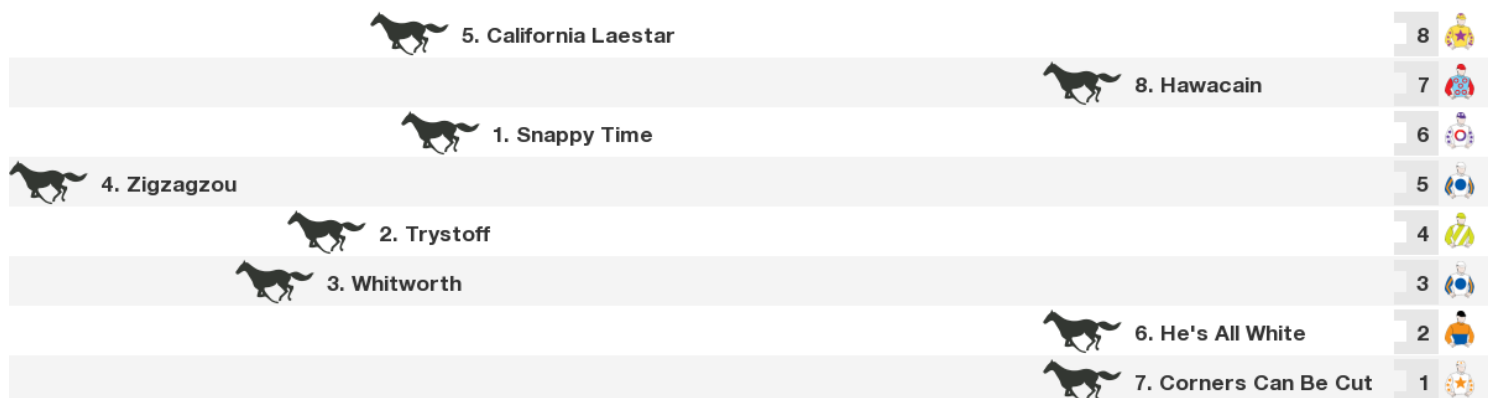 5. California Laestar 8
8. Hawacain 7
1. Snappy Time 6
4. Zigzagzou 5
2. Trystoff 4
3. Whitworth 3
6. He's All White 2
7. Corners Can Be Cut 1